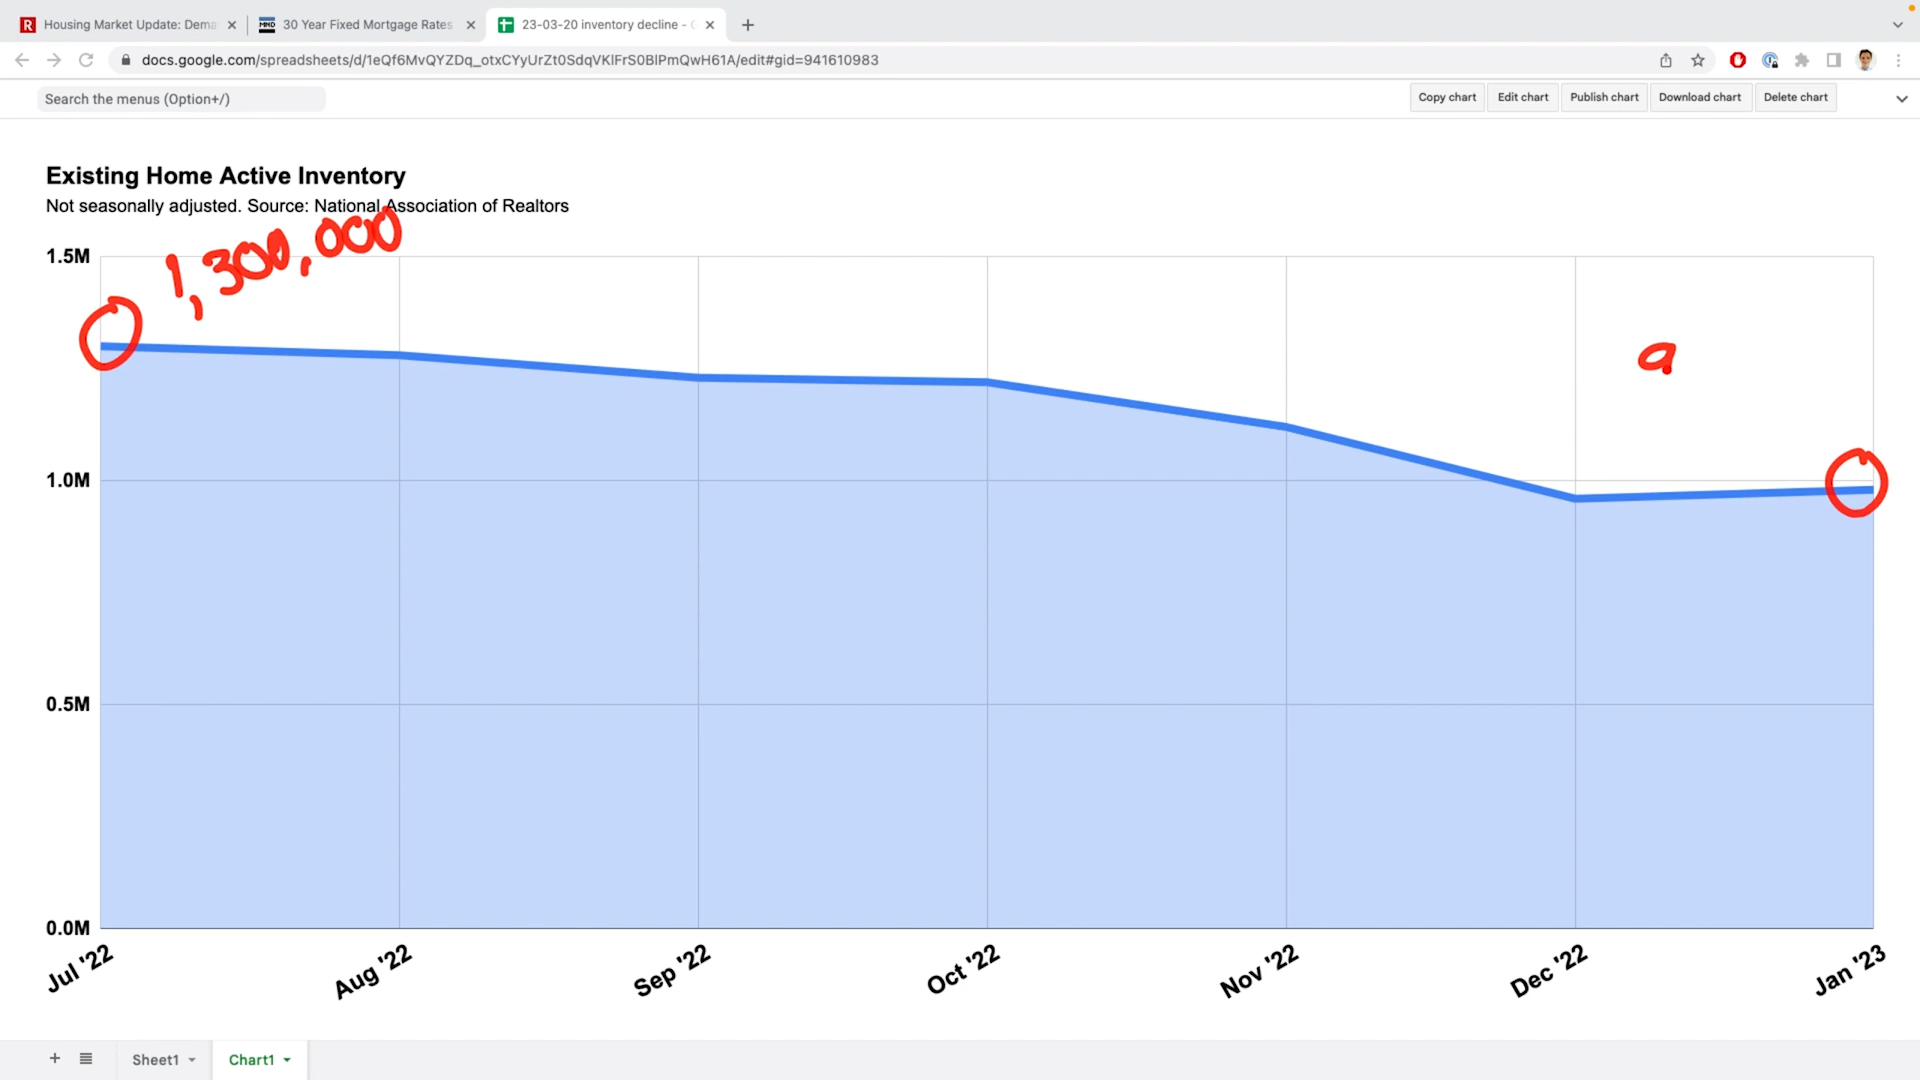 Housing Market Update: Dema
30 Year Fixed Mortgage Rates
23-03-20 inventory decline - G
docs.google.com/spreadsheets/d/1eQf6MvQYZDq_otxCYyUrZt0SdqVKlFrS0BlPmQwH61A/edit#gid=941610983
Search the menus (Option+/)
Copy chart
Edit chart
Publish chart
Download chart
Delete chart
Existing Home Active Inventory
Not seasonally adjusted. Source: National Association of Realtors
1,300,000
1.5M
1.0M
0.5M
0.0M
Jul '22
Aug '22
Sep '22
Oct '22
Nov '22
Dec '22
Jan '23
Sheet1
Chart1